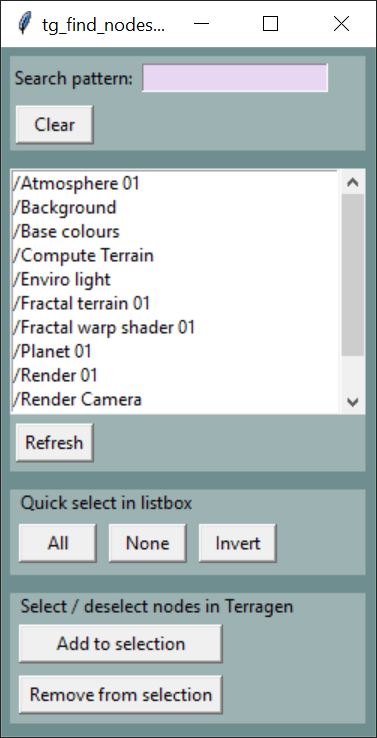 tg_find_nodes...
Search pattern:
Clear
/Atmosphere 01
/Background
/Base colours
/Compute Terrain
/Enviro light
/Fractal terrain 01
/Fractal warp shader 01
/Planet 01
/Render 01
/Render Camera
Refresh
Quick select in listbox
All None Invert
Select / deselect nodes in Terragen
Add to selection
Remove from selection